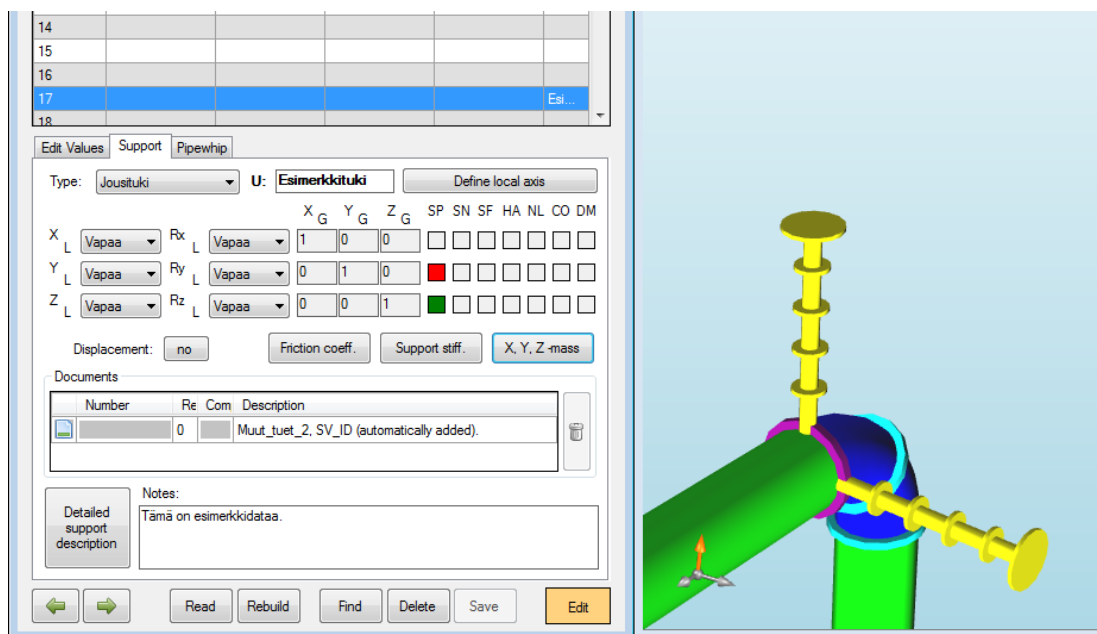 14
15
16
17 Esi...
18
Edit Values Support Pipewhip
Type: Jousituki U: Esimerkkituki Define local axis
X G Y G Z G SP SN SF HA NL CO DM
X L Vapaa Rx L Vapaa 1 0 0
Y L Vapaa Ry L Vapaa 0 1 0
Z L Vapaa Rz L Vapaa 0 0 1
Displacement: no Friction coeff. Support stiff. X, Y, Z -mass
Documents
Number Re Com Description
0 Muut_tuet_2, SV_ID (automatically added).
Notes:
Detailed support description
Tämä on esimerkkidataa.
Read Rebuild Find Delete Save Edit